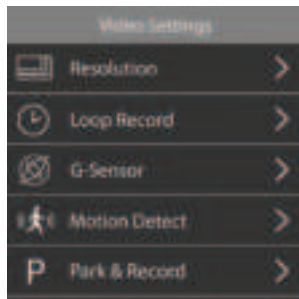 Video Settings
Resolution
Loop Record
G-Sensor
Motion Detect
P Park & Record